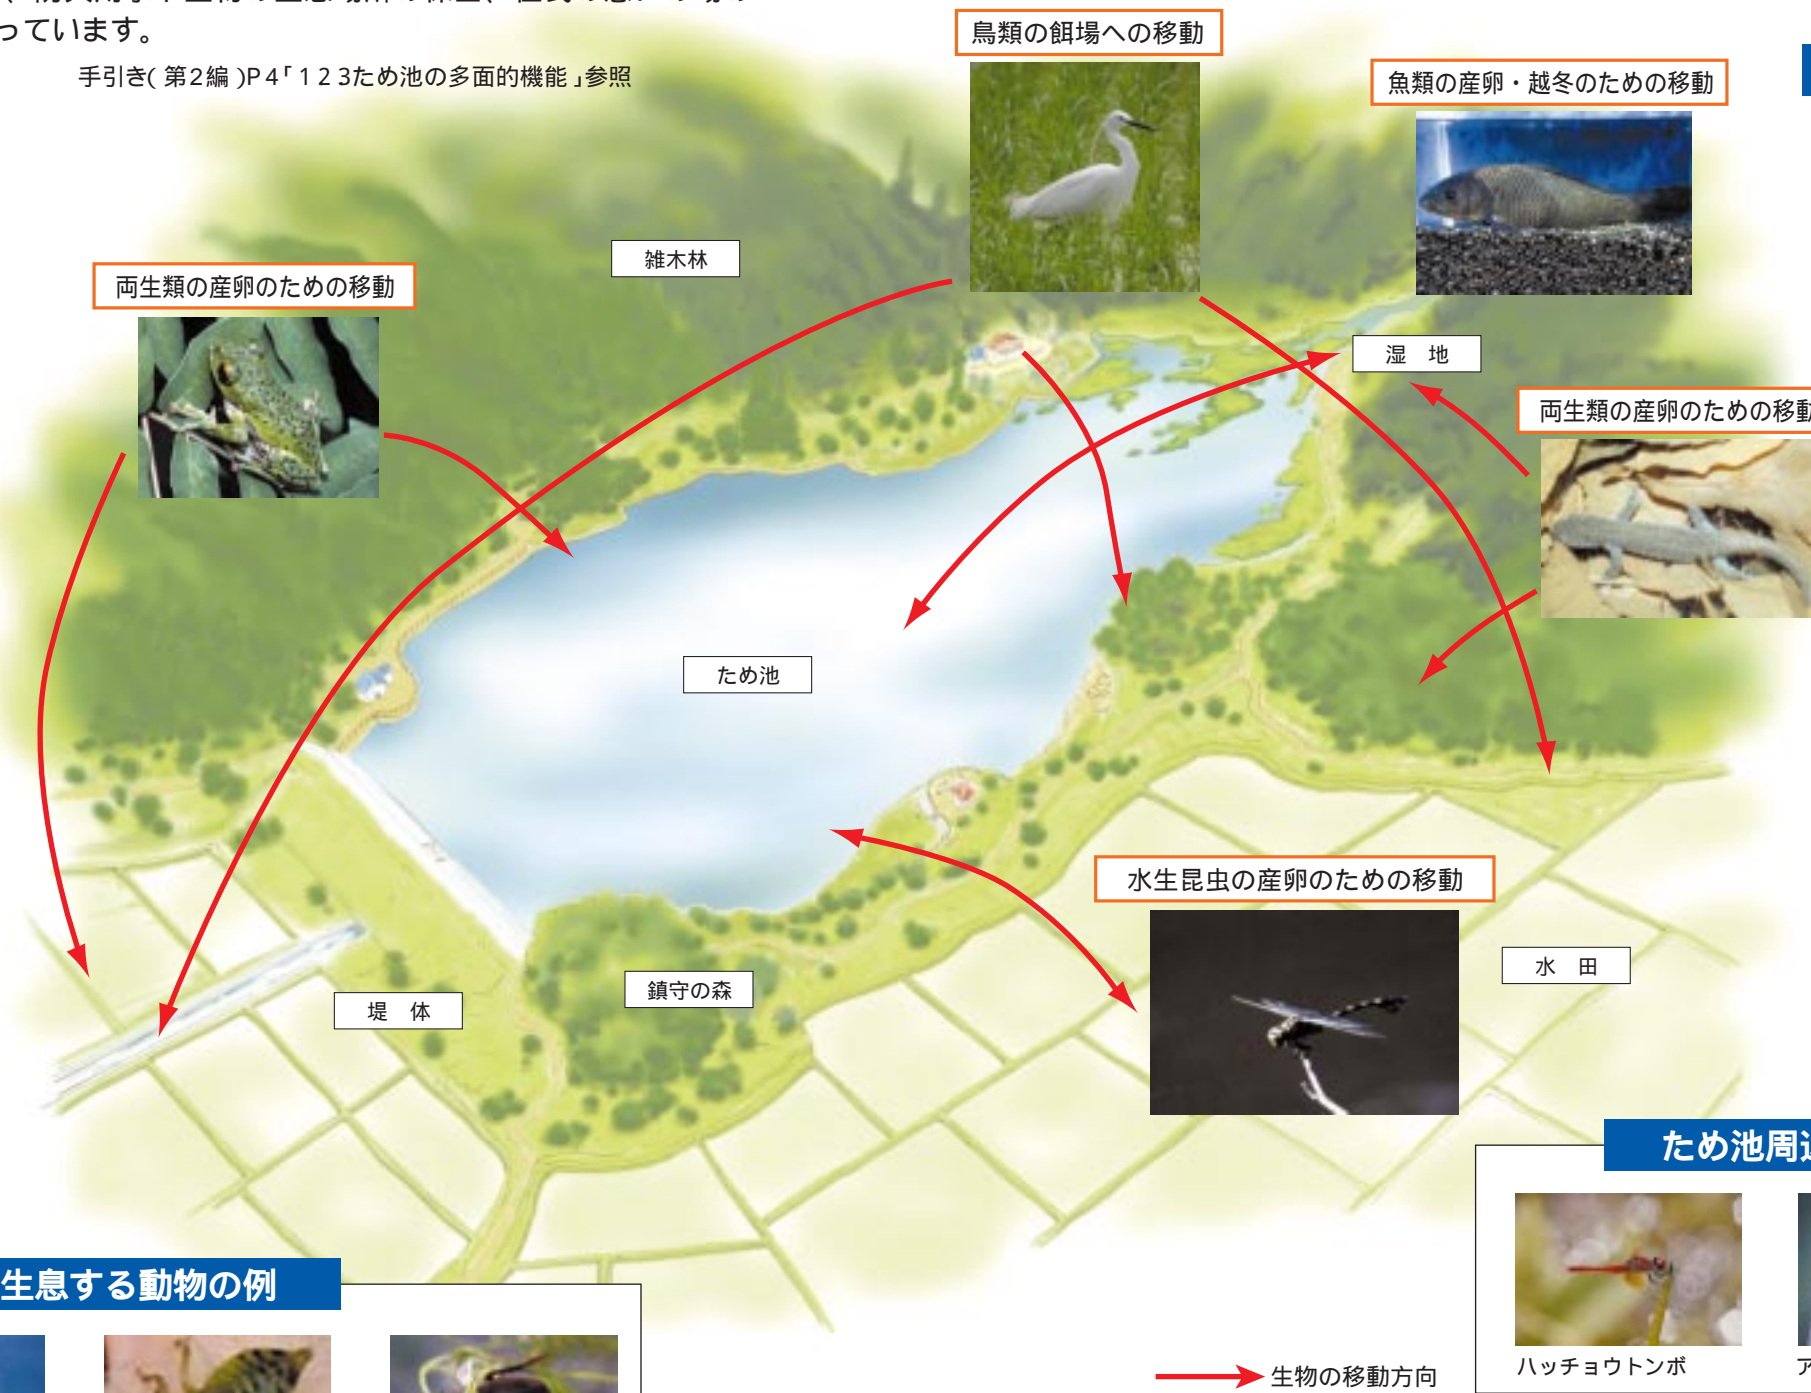 っています。
手引き(第2編)P4「123ため池の多面的機能」参照
鳥類の餌場への移動
魚類の産卵・越冬のための移動
雑木林
両生類の産卵のための移動
湿 地
両生類の産卵のための移動
ため池
水生昆虫の産卵のための移動
水 田
鎮守の森
堤 体
ため池周辺
生息する動物の例
ハッチョウトンボ
ア
生物の移動方向